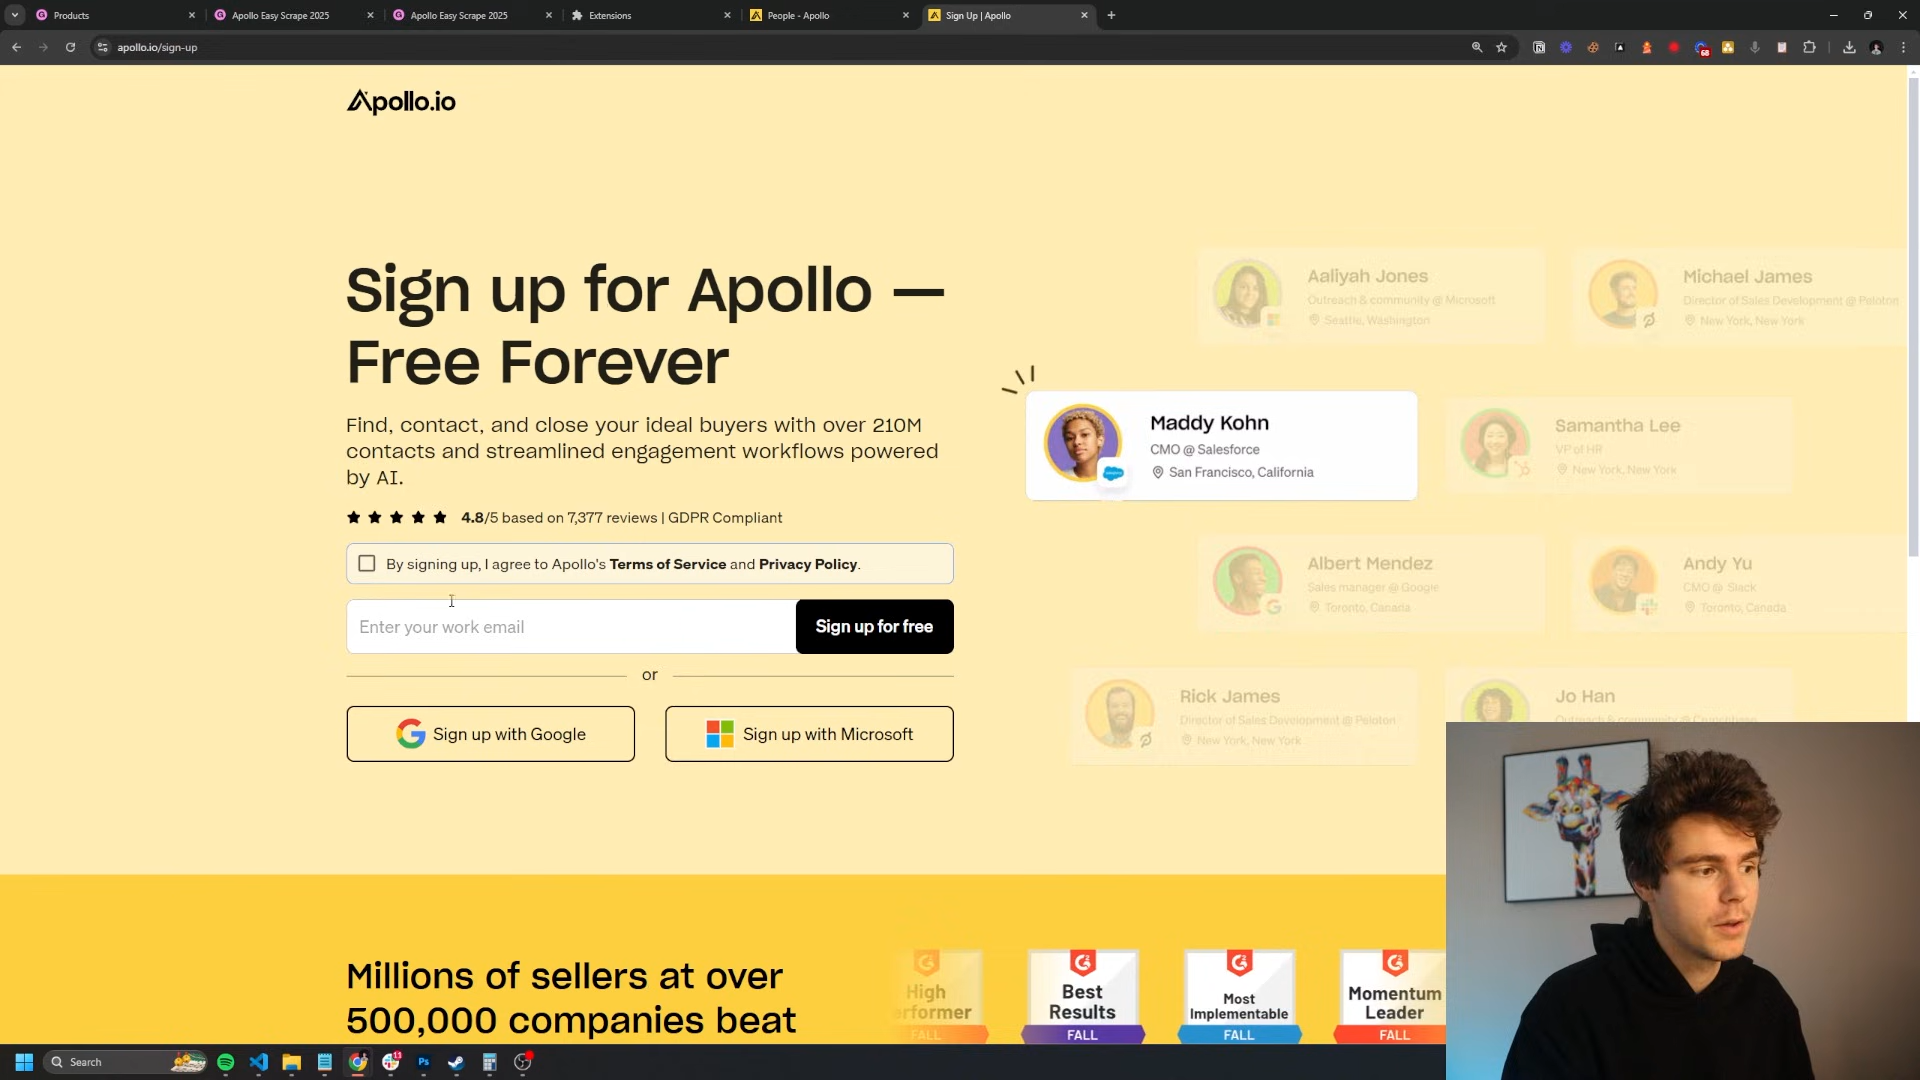 Products
Apollo Easy Scrape 2025
Apollo Easy Scrape 2025
Extensions
People - Apollo
Sign Up | Apollo
apollo.io/sign-up
68
Apollo.io
Sign up for Apollo —
Free Forever
Find, contact, and close your ideal buyers with over 210M
contacts and streamlined engagement workflows powered
by AI.
4.8/5 based on 7,377 reviews | GDPR Compliant
By signing up, I agree to Apollo's Terms of Service and Privacy Policy.
Enter your work email
Sign up for free
or
Sign up with Google
Sign up with Microsoft
Aaliyah Jones
Outreach & community @ Microsoft
Seattle, Washington
Michael James
Director of Sales Development @ Peloton
New York, New York
Maddy Kohn
CMO @ Salesforce
San Francisco, California
Samantha Lee
VP of HR
New York, New York
Albert Mendez
Sales manager @ Google
Toronto, Canada
Andy Yu
CMO @ Slack
Toronto, Canada
Rick James
Director of Sales Development @ Peloton
New York, New York
Jo Han
Millions of sellers at over
500,000 companies beat
High
erformer
FALL
Best
Results
FALL
Most
Implementable
FALL
Momentum
Leader
FALL
Search
Ps